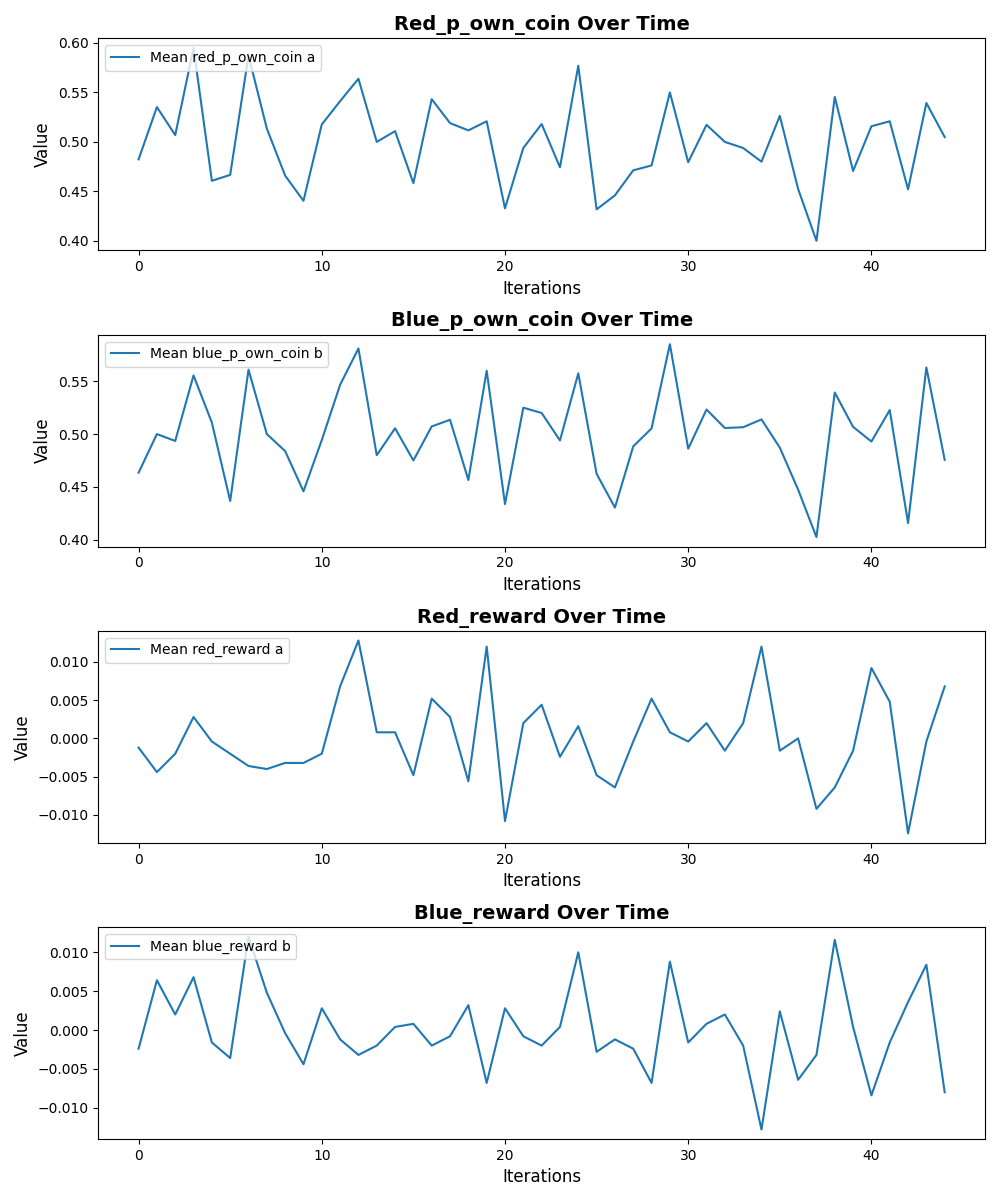 Red_p_own_coin Over Time
Mean red_p_own_coin a
0.60
0.55
0.50
0.45
0.40
Value
0 10 20 30 40
Iterations
Blue_p_own_coin Over Time
Mean blue_p_own_coin b
0.55
0.50
0.45
0.40
Value
0 10 20 30 40
Iterations
Red_reward Over Time
Mean red_reward a
0.010
0.005
0.000
−0.005
−0.010
Value
0 10 20 30 40
Iterations
Blue_reward Over Time
Mean blue_reward b
0.010
0.005
0.000
−0.005
−0.010
Value
0 10 20 30 40
Iterations